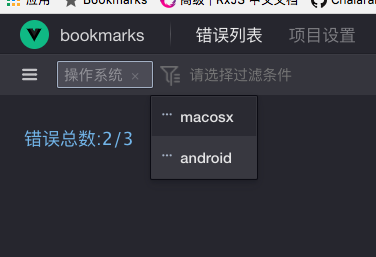 应用 Bookmarks 高级 | RxJS 中文文档
bookmarks 错误列表 项目设置
操作系统 × 请选择过滤条件
··· macosx
错误总数:2/3
··· android